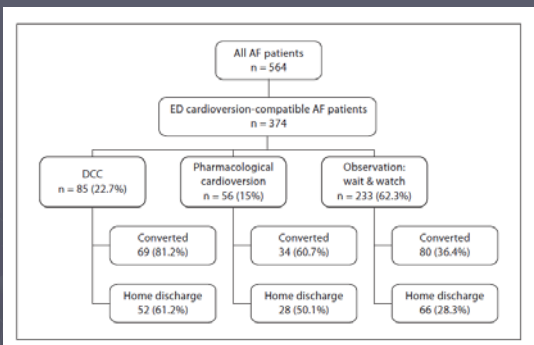 All AF patients
n = 564
ED cardioversion-compatible AF patients
n = 374
DCC
n = 85 (22.7%)
Pharmacological
cardioversion
n = 56 (15%)
Observation:
wait & watch
n = 233 (62.3%)
Converted
69 (81.2%)
Converted
34 (60.7%)
Converted
80 (36.4%)
Home discharge
52 (61.2%)
Home discharge
28 (50.1%)
Home discharge
66 (28.3%)